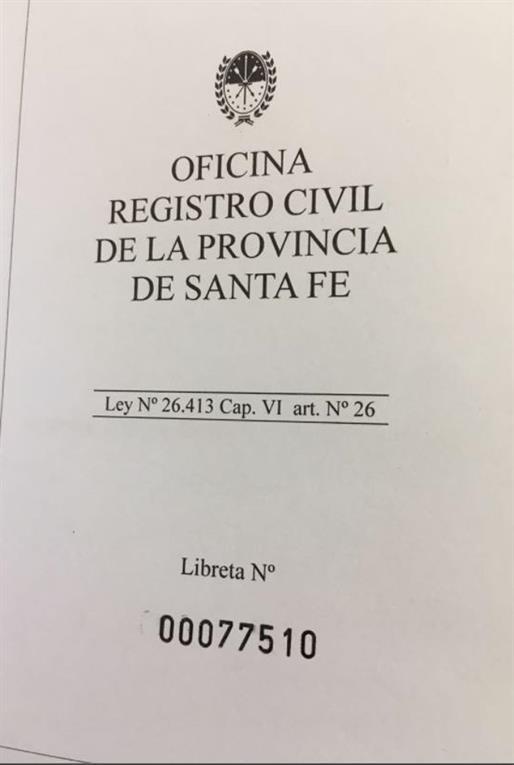 OFICINA
REGISTRO CIVIL
DE LA PROVINCIA
DE SANTA FE
Ley Nº 26.413 Cap. VI art. Nº 26
Libreta Nº
00077510